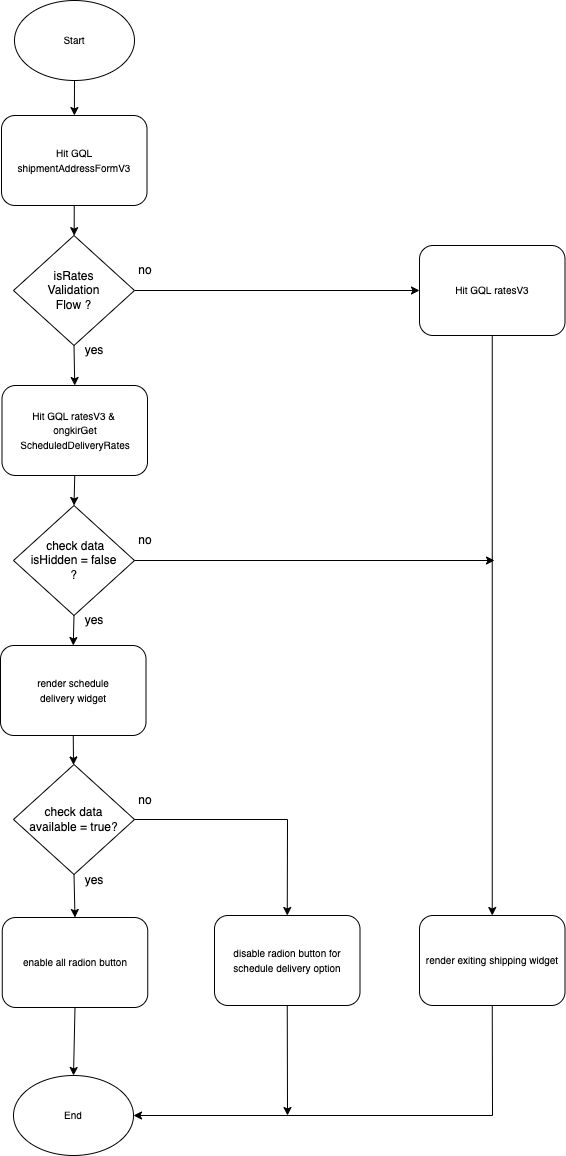 Start
Hit GQL
shipmentAddressFormV3
isRates
Validation
Flow ?
no
Hit GQL ratesV3
yes
Hit GQL ratesV3 &
ongkirGet
ScheduledDeliveryRates
check data
isHidden = false
?
no
yes
render schedule
delivery widget
check data
available = true?
no
yes
enable all radion button
disable radion button for
schedule delivery option
render exiting shipping widget
End